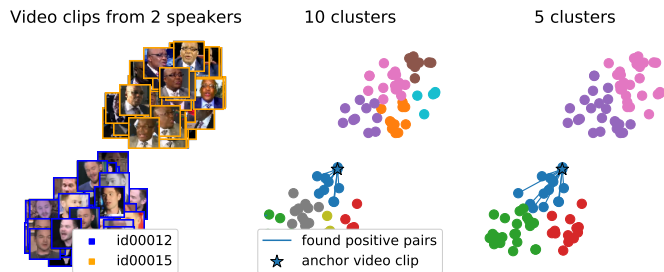 Video clips from 2 speakers
10 clusters
5 clusters
id00012
id00015
found positive pairs
anchor video clip